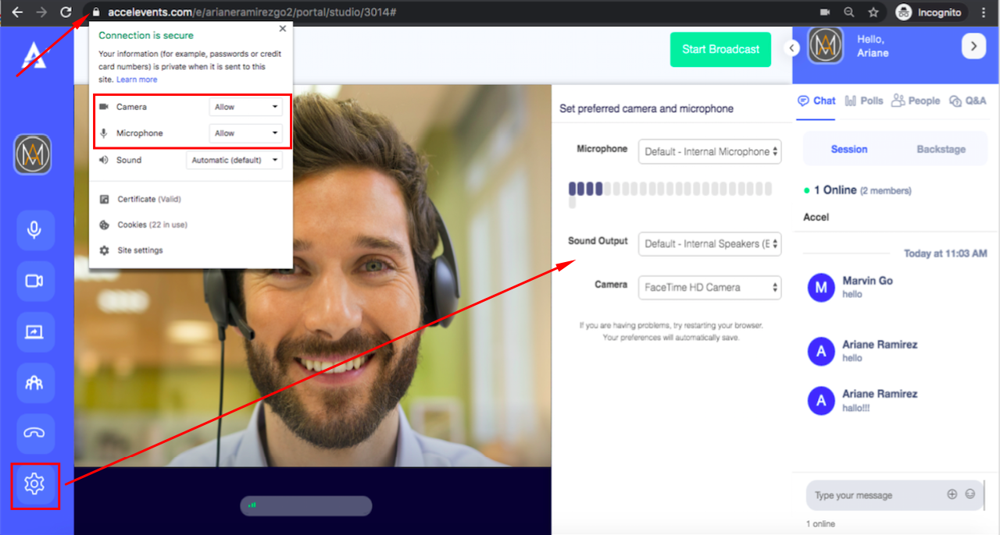 accelevents.com/e/arianeramirezgo2/portal/studio/3014#
Incognito
Connection is secure
Your information (for example, passwords or credit
card numbers) is private when it is sent to this
site. Learn more
Camera
Allow
Microphone
Allow
Sound
Automatic (default)
Certificate (Valid)
Cookies (22 in use)
Site settings
Start Broadcast
Set preferred camera and microphone
Microphone
Default - Internal Microphone
Sound Output
Default - Internal Speakers (E
Camera
FaceTime HD Camera
If you are having problems, try restarting your browser.
Your preferences will automatically save.
Hello,
Ariane
Chat
Polls
People
Q&A
Session
Backstage
1 Online (2 members)
Accel
Today at 11:03 AM
M
Marvin Go
hello
A
Ariane Ramirez
hello
A
Ariane Ramirez
hallo!!!
Type your message
1 online